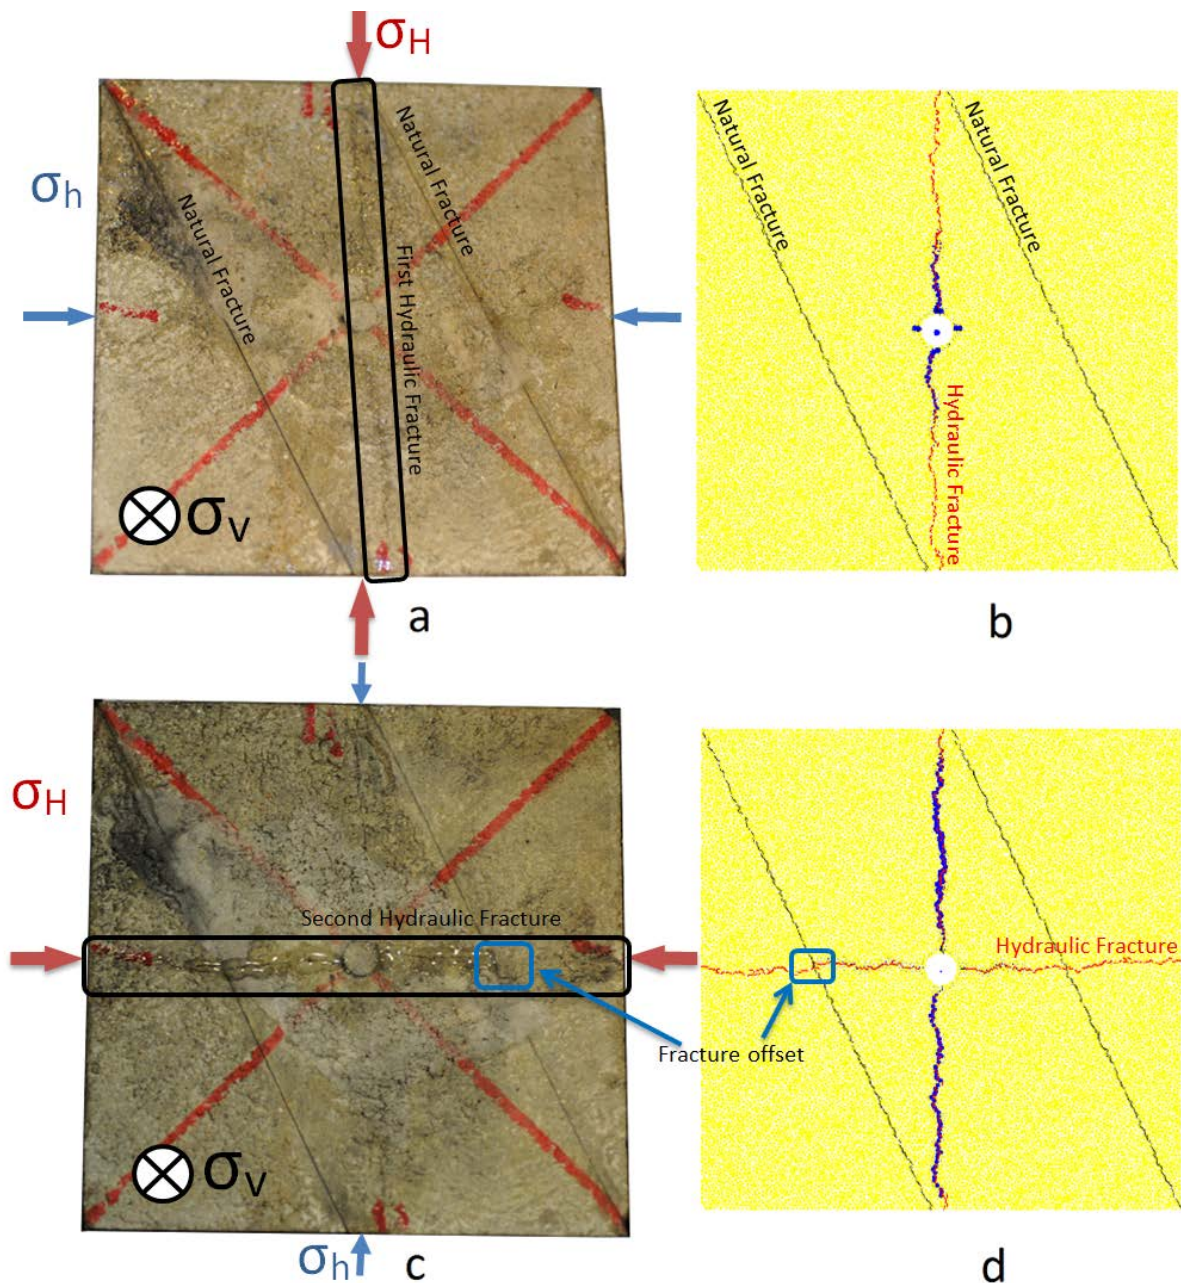 σH
σh
Natural Fracture
Natural Fracture
First Hydraulic Fracture
σv
a
Natural Fracture
Natural Fracture
Hydraulic Fracture
b
σH
Second Hydraulic Fracture
Hydraulic Fracture
Fracture offset
σv
σh
c
d